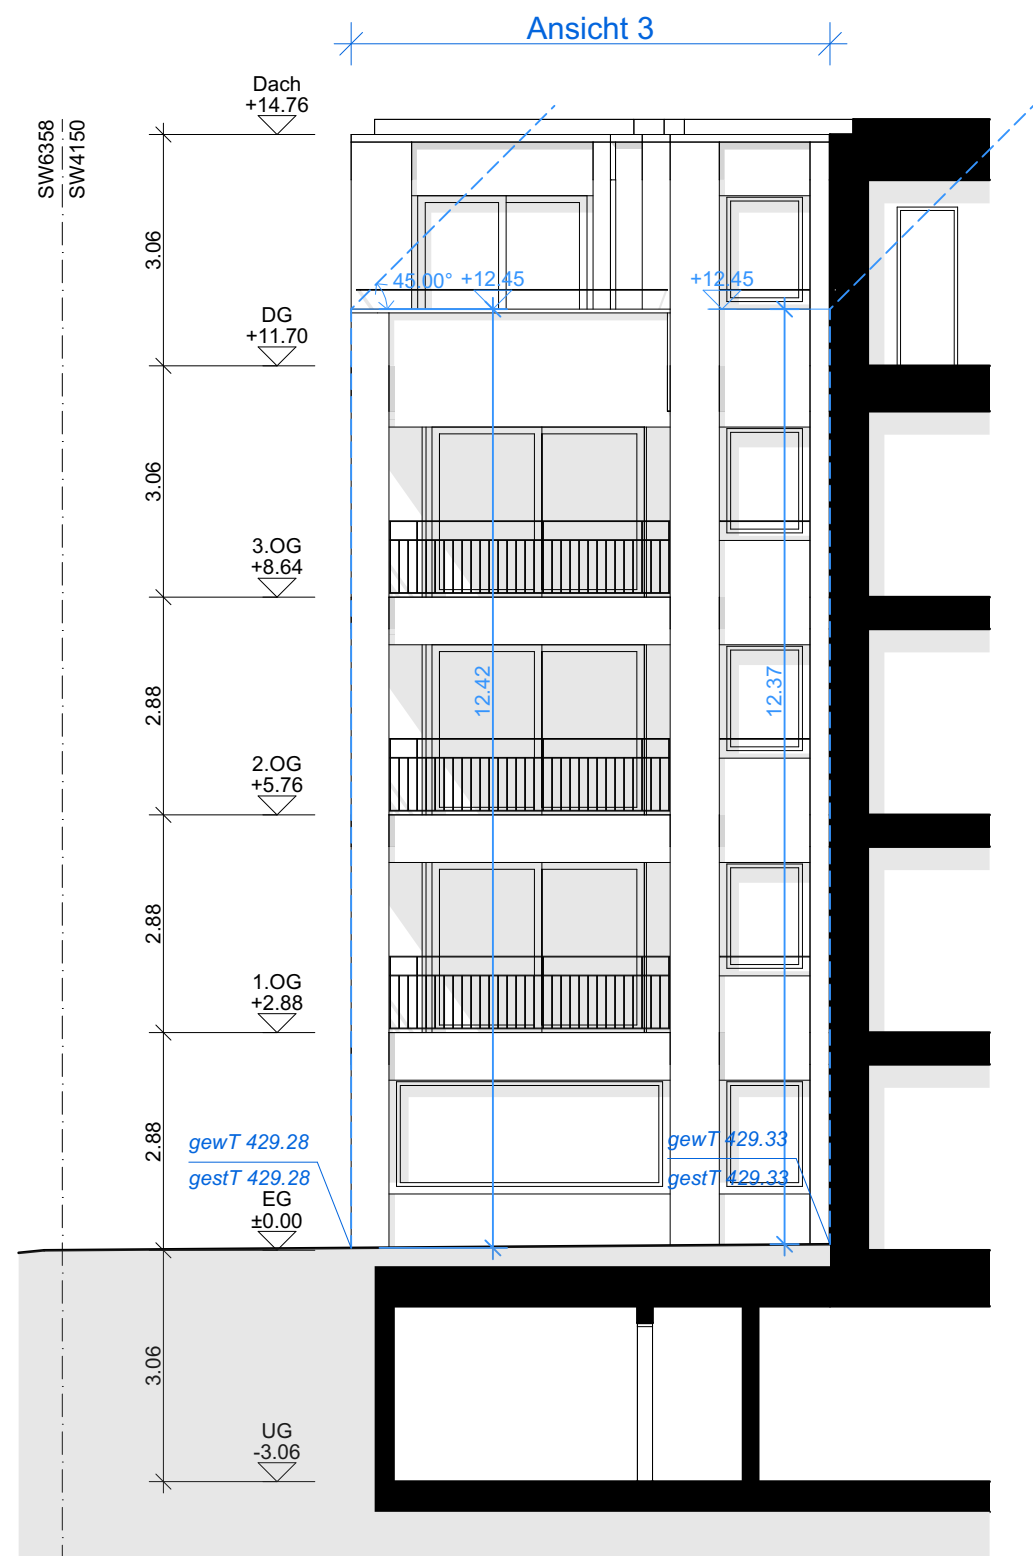 Ansicht 3
Dach
+14.76
SW6358
SW4150
3.06
45.00°
+12.45
+12.45
DG
+11.70
3.06
3.OG
+8.64
2.88
12.42
12.37
2.OG
+5.76
2.88
1.OG
+2.88
2.88
gewT 429.28
gestT 429.28
gewT 429.33
gestT 429.33
EG
±0.00
3.06
UG
-3.06